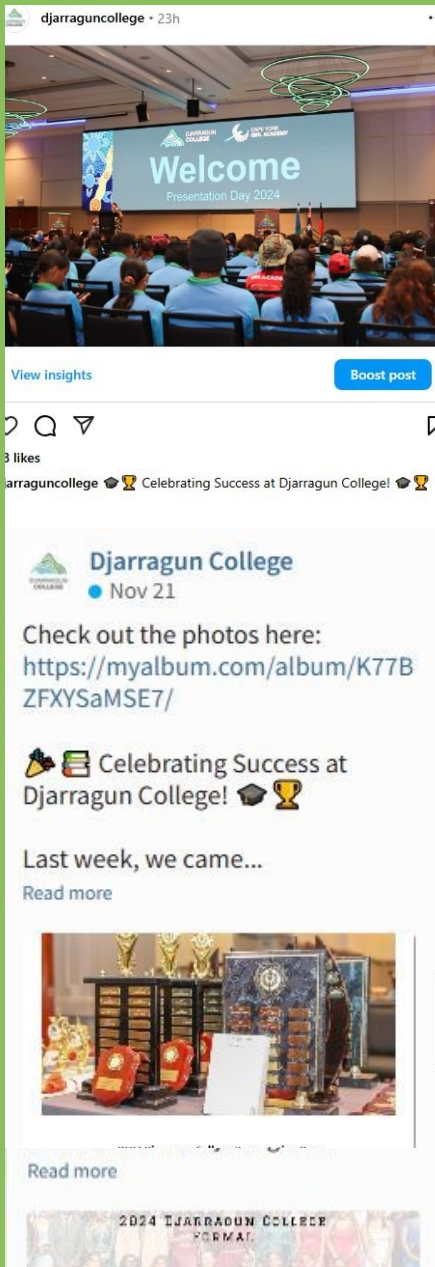 djarraguncollege • 23h
DJARRAGUN
COLLEGE
CAPE YORK
GIRL ACADEMY
Welcome
Presentation Day 2024
View insights
Boost post
3 likes
arraguncollege 🎓🏆 Celebrating Success at Djarragun College! 🎓🏆
Djarragun College
Nov 21
Check out the photos here:
https://myalbum.com/album/K77B
ZFXYSaMSE7/
🎉📚 Celebrating Success at
Djarragun College! 🎓🏆
Last week, we came...
Read more
Read more
2024 DJARRAGUN COLLEGE
FORMAL